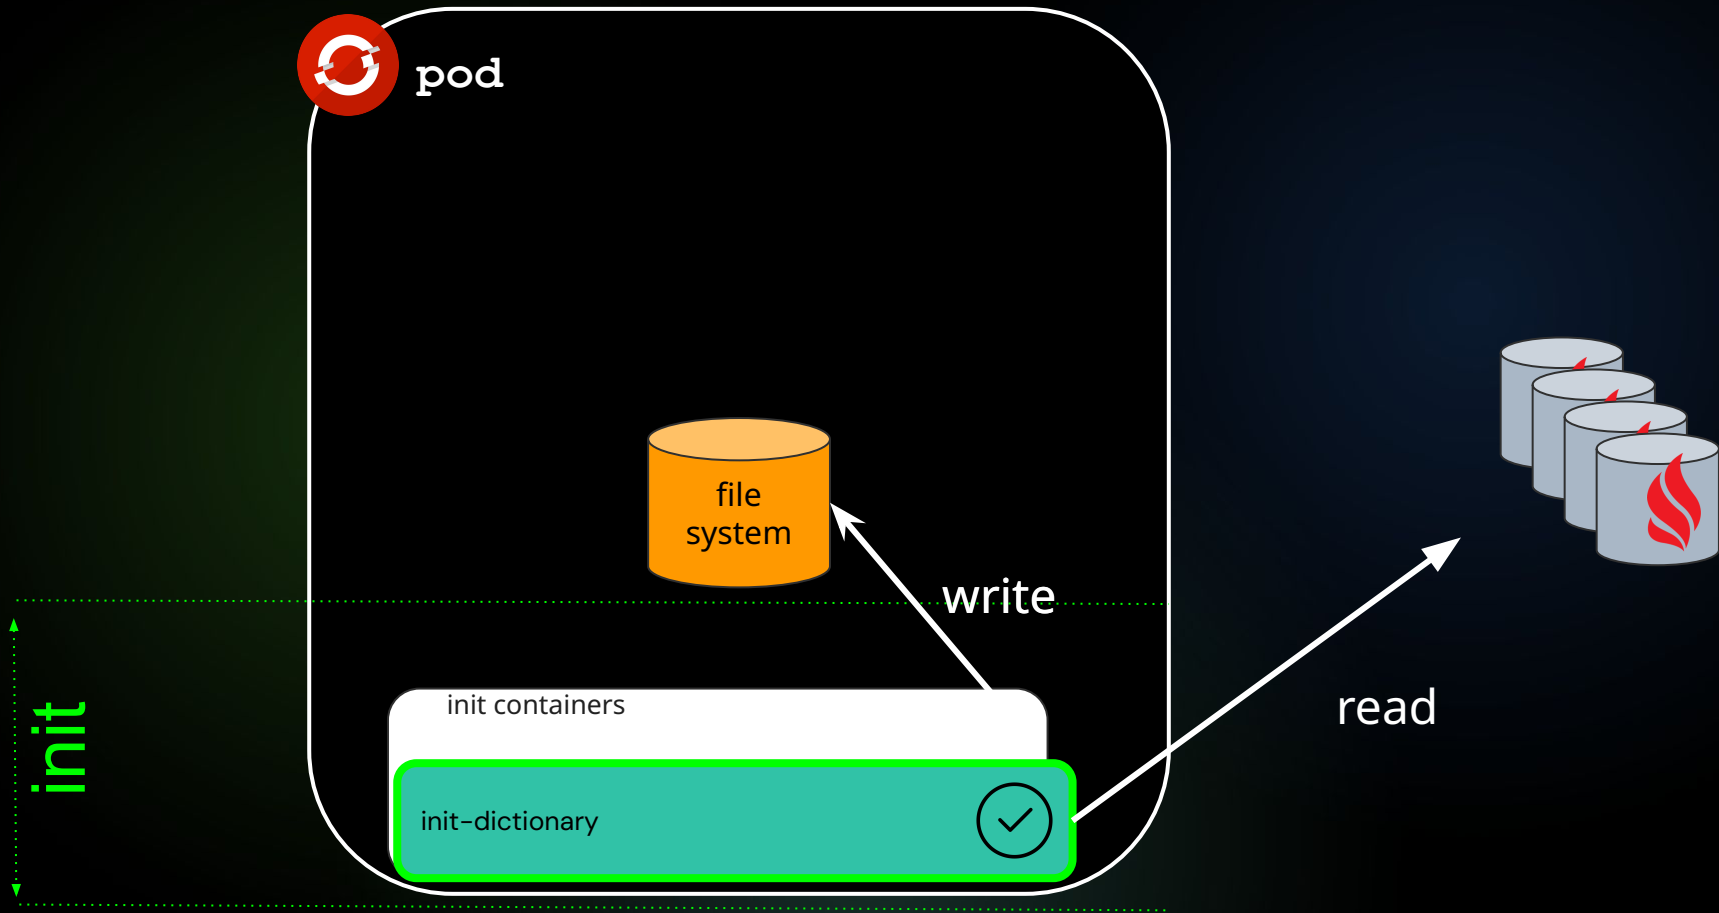 pod
file
system
write
init containers
read
init
init-dictionary